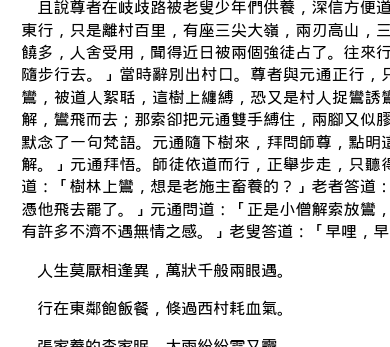 且說尊者在岐歧路被老叟少年們供養，深信方便道
東行，只是離村百里，有座三尖大嶺，兩刃高山，三
饒多，人舍受用，聞得近日被兩個強徒占了。往來行
隨步行去。」當時辭別出村口。尊者與元通正行，只
鸞，被道人絮聒，這樹上纏縛，恐又是村人捉鸞誘鸞
解，鸞飛而去；那索卻把元通雙手縛住，兩腳又似膠
默念了一句梵語。元通隨下樹來，拜問師尊，點明這
解。」元通拜悟。師徒依道而行，正舉步走，只聽得
道：「樹林上鸞，想是老施主畜養的？」老者答道：
憑他飛去罷了。」元通問道：「正是小僧解索放鸞，
有許多不濟不遇無情之感。」老叟答道：「早哩，早
人生莫厭相逢異，萬狀千般兩眼遇。
行在東鄰飽飯餐，倏過西村耗血氣。